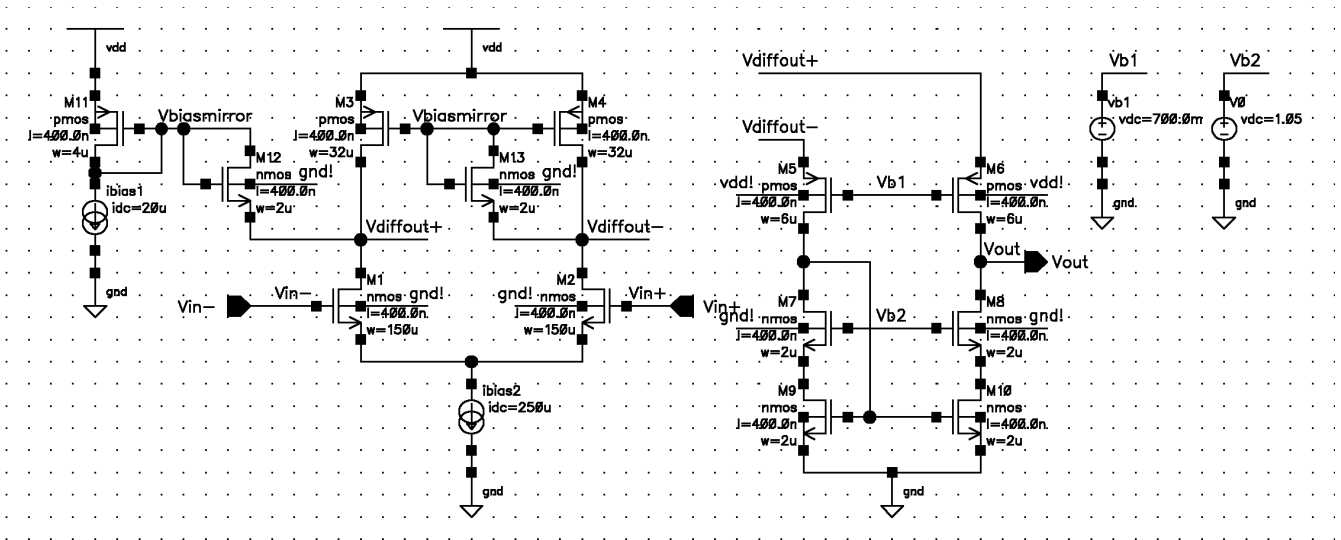 vdd
M11
pmos
l=400.0n
w=4u
Vbiasmirror
M12
nmos gnd!
l=400.0n
w=2u
ibias1
idc=20u
gnd
vdd
M3
pmos
l=400.0n
w=32u
Vbiasmirror
M4
pmos
l=400.0n
w=32u
M13
nmos gnd!
l=400.0n
w=2u
Vdiffout+
Vdiffout-
Vin-
Vin-
M1
nmos gnd!
l=400.0n
w=150u
M2
gnd! nmos
l=400.0n
w=150u
Vin+
Vin+
ibias2
idc=250u
gnd
Vdiffout+
Vdiffout-
M5
vdd!
pmos
l=400.0n
w=6u
Vb1
M6
pmos vdd!
l=400.0n
w=6u
Vout
Vout
M7
gnd!
nmos
l=400.0n
w=2u
Vb2
M8
nmos gnd!
l=400.0n
w=2u
M9
nmos
l=400.0n
w=2u
M10
nmos
l=400.0n
w=2u
gnd
Vb1
vb1
vdc=700.0m
gnd
Vb2
V0
vdc=1.05
gnd